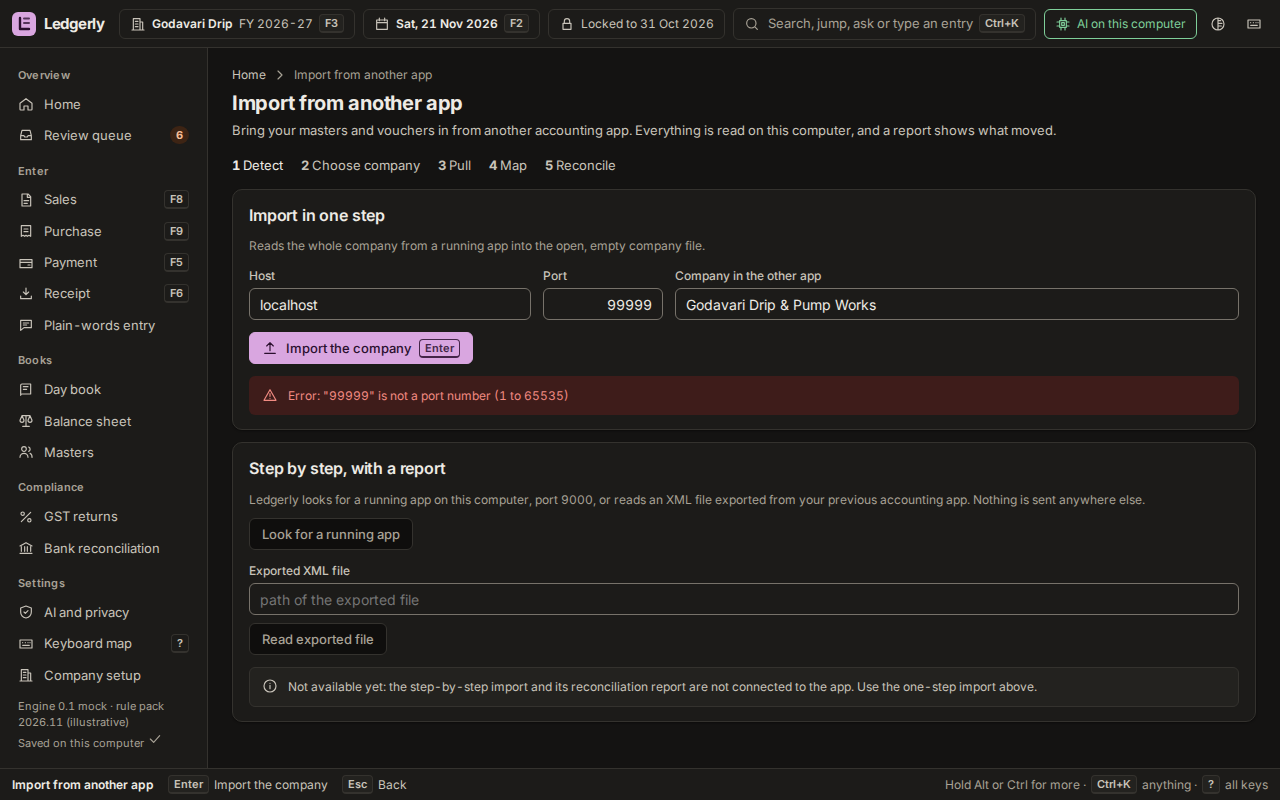 Ledgerly
Godavari Drip FY 2026-27 F3
Sat, 21 Nov 2026 F2
Locked to 31 Oct 2026
Search, jump, ask or type an entry Ctrl+K
AI on this computer
Overview
Home
Review queue 6
Enter
Sales F8
Purchase F9
Payment F5
Receipt F6
Plain-words entry
Books
Day book
Balance sheet
Masters
Compliance
GST returns
Bank reconciliation
Settings
AI and privacy
Keyboard map ?
Company setup
Engine 0.1 mock · rule pack
2026.11 (illustrative)
Saved on this computer
Home Import from another app
Import from another app
Bring your masters and vouchers in from another accounting app. Everything is read on this computer, and a report shows what moved.
1 Detect 2 Choose company 3 Pull 4 Map 5 Reconcile
Import in one step
Reads the whole company from a running app into the open, empty company file.
Host Port Company in the other app
localhost 99999 Godavari Drip & Pump Works
Import the company Enter
Error: "99999" is not a port number (1 to 65535)
Step by step, with a report
Ledgerly looks for a running app on this computer, port 9000, or reads an XML file exported from your previous accounting app. Nothing is sent anywhere else.
Look for a running app
Exported XML file
path of the exported file
Read exported file
Not available yet: the step-by-step import and its reconciliation report are not connected to the app. Use the one-step import above.
Import from another app Enter Import the company Esc Back
Hold Alt or Ctrl for more · Ctrl+K anything · ? all keys